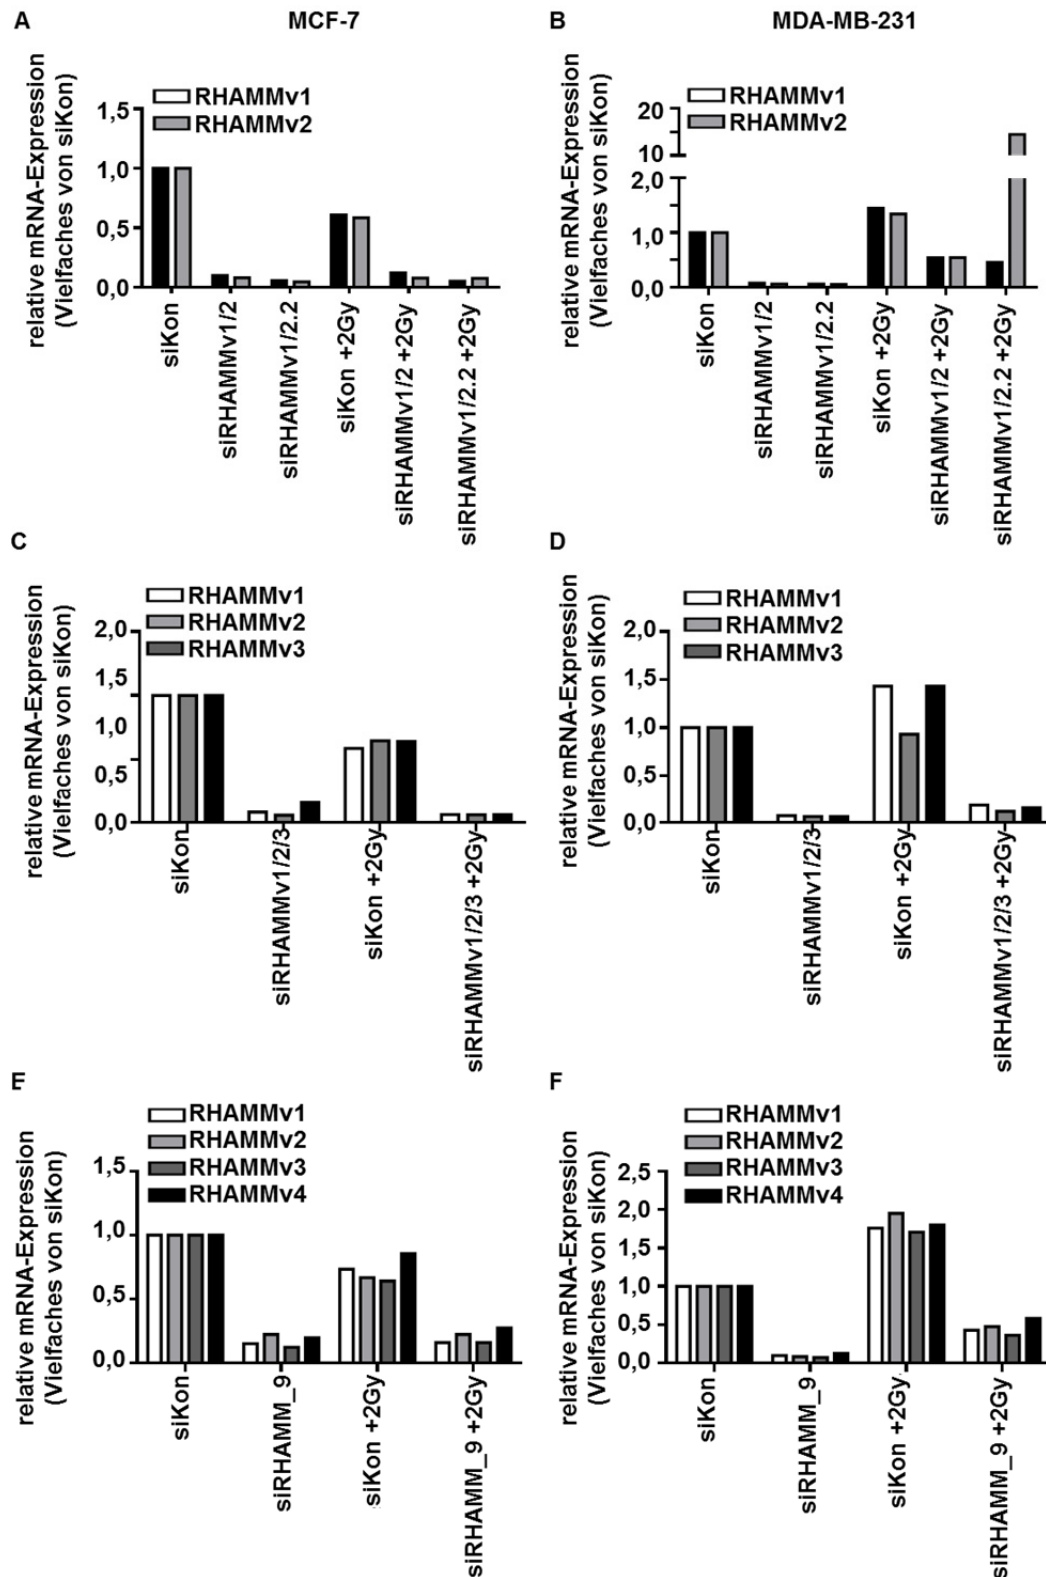 A
MCF-7
B
MDA-MB-231
relative mRNA-Expression
(Vielfaches von siKon)
RHAMMv1
RHAMMv2
1,5
1,0
0,5
0,0
siKon
siRHAMMv1/2
siRHAMMv1/2.2
siKon +2Gy
siRHAMMv1/2 +2Gy
siRHAMMv1/2.2 +2Gy
relative mRNA-Expression
(Vielfaches von siKon)
RHAMMv1
RHAMMv2
20
10
2,0
1,0
0,0
siKon
siRHAMMv1/2
siRHAMMv1/2.2
siKon +2Gy
siRHAMMv1/2 +2Gy
siRHAMMv1/2.2 +2Gy
C
relative mRNA-Expression
(Vielfaches von siKon)
RHAMMv1
RHAMMv2
RHAMMv3
2,0
1,5
1,0
0,5
0,0
siKon
siRHAMMv1/2/3
siKon +2Gy
siRHAMMv1/2/3 +2Gy
D
relative mRNA-Expression
(Vielfaches von siKon)
RHAMMv1
RHAMMv2
RHAMMv3
2,0
1,5
1,0
0,5
0,0
siKon
siRHAMMv1/2/3
siKon +2Gy
siRHAMMv1/2/3 +2Gy
E
relative mRNA-Expression
(Vielfaches von siKon)
RHAMMv1
RHAMMv2
RHAMMv3
RHAMMv4
1,5
1,0
0,5
0,0
siKon
siRHAMM_9
siKon +2Gy
siRHAMM_9 +2Gy
F
relative mRNA-Expression
(Vielfaches von siKon)
RHAMMv1
RHAMMv2
RHAMMv3
RHAMMv4
2,5
2,0
1,5
1,0
0,5
0,0
siKon
siRHAMM_9
siKon +2Gy
siRHAMM_9 +2Gy